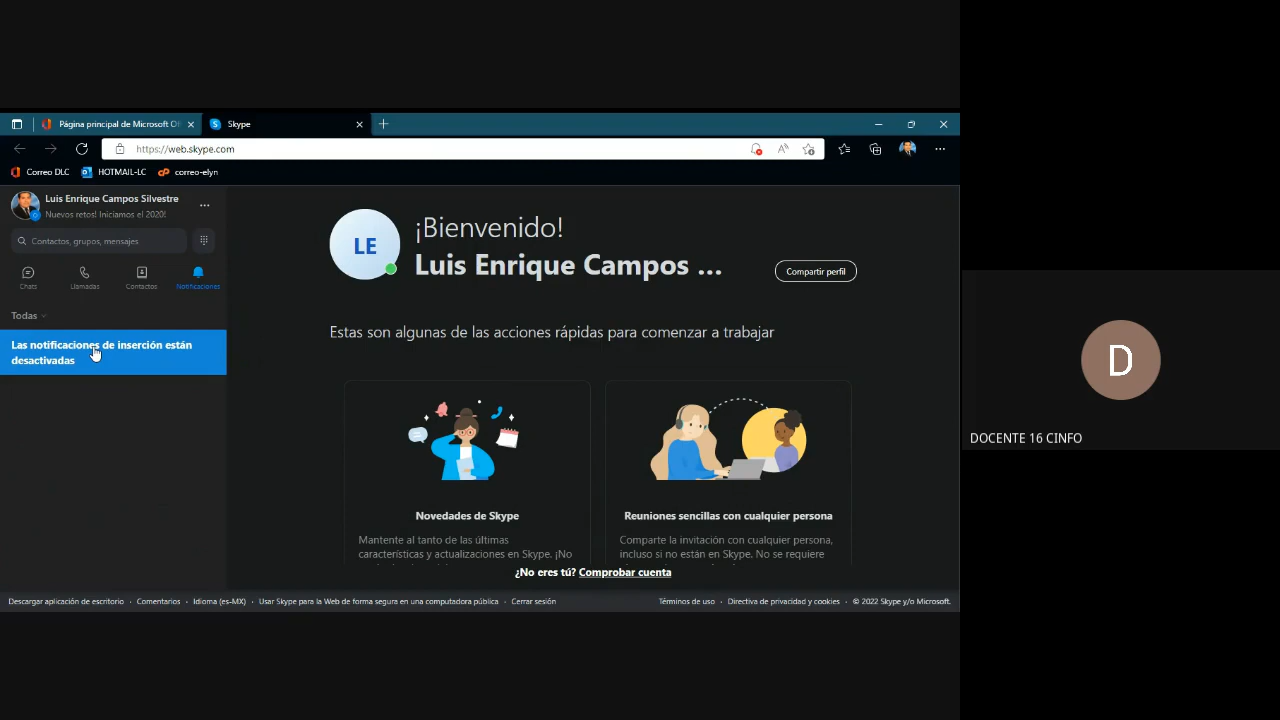 Página principal de Microsoft Of
Skype
https://web.skype.com
Correo DLC
HOTMAIL-LC
correo-elyn
Luis Enrique Campos Silvestre
Nuevos retos! Iniciamos el 2020!
Contactos, grupos, mensajes
Chats
Llamadas
Contactos
Notificaciones
Todas
Las notificaciones de inserción están
desactivadas
LE
¡Bienvenido!
Luis Enrique Campos ...
Compartir perfil
Estas son algunas de las acciones rápidas para comenzar a trabajar
Novedades de Skype
Mantente al tanto de las últimas
características y actualizaciones en Skype. ¡No
Reuniones sencillas con cualquier persona
Comparte la invitación con cualquier persona,
incluso si no están en Skype. No se requiere
¿No eres tú? Comprobar cuenta
Descargar aplicación de escritorio · Comentarios · Idioma (es-MX) · Usar Skype para la Web de forma segura en una computadora pública · Cerrar sesión
Términos de uso · Directiva de privacidad y cookies · © 2022 Skype y/o Microsoft.
D
DOCENTE 16 CINFO